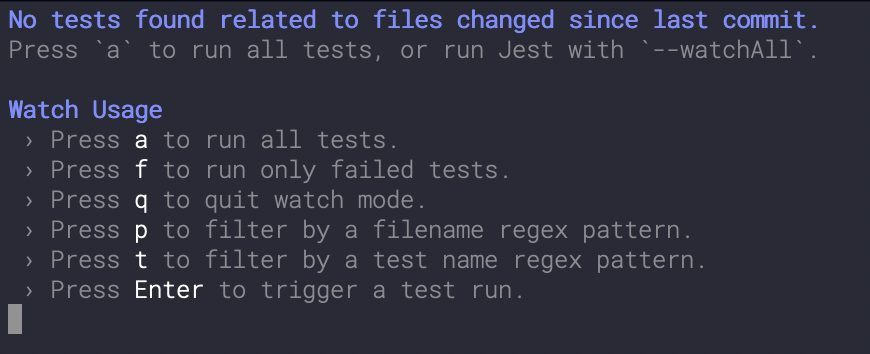 No tests found related to files changed since last commit.
Press `a` to run all tests, or run Jest with `--watchAll`.
Watch Usage
› Press a to run all tests.
› Press f to run only failed tests.
› Press q to quit watch mode.
› Press p to filter by a filename regex pattern.
› Press t to filter by a test name regex pattern.
› Press Enter to trigger a test run.